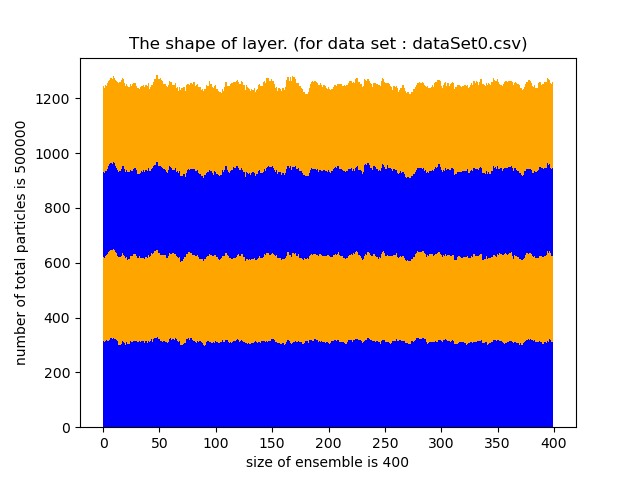 The shape of layer. (for data set : dataSet0.csv)
number of total particles is 500000
1200
1000
800
600
400
200
0
0 50 100 150 200 250 300 350 400
size of ensemble is 400